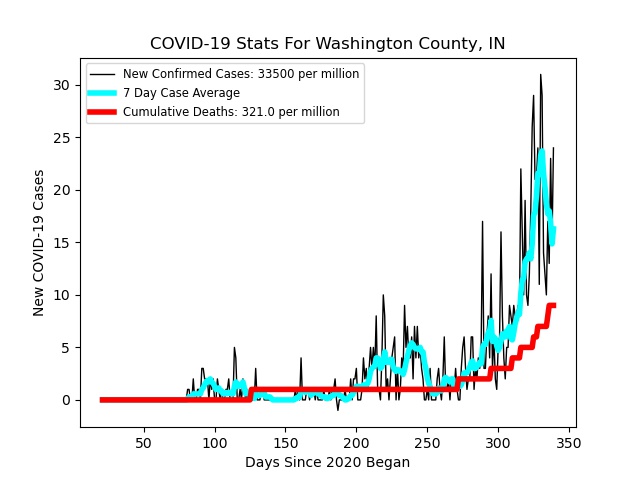 COVID-19 Stats For Washington County, IN
New Confirmed Cases: 33500 per million
7 Day Case Average
Cumulative Deaths: 321.0 per million
New COVID-19 Cases
30
25
20
15
10
5
0
50
100
150
200
250
300
350
Days Since 2020 Began